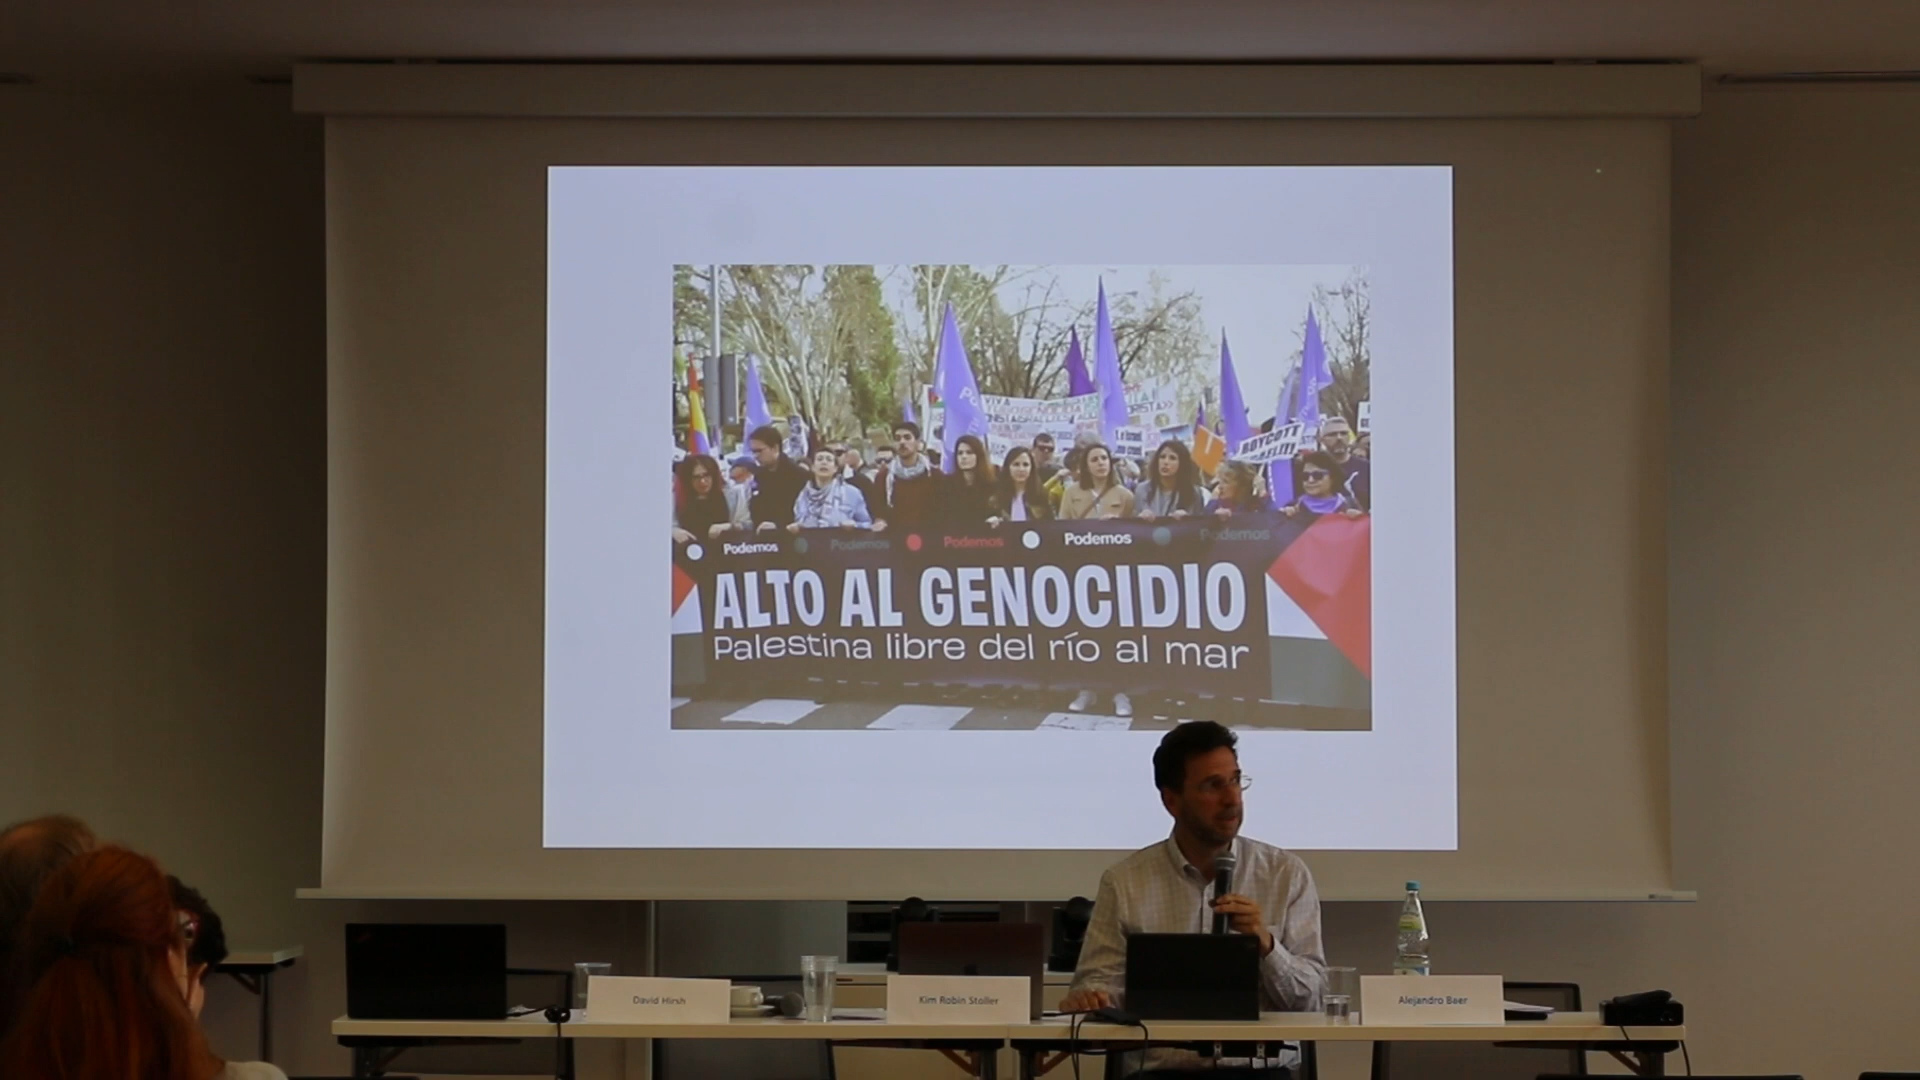 VIVA
BOYCOTT
Podemos Podemos Podemos Podemos Podemos
ALTO AL GENOCIDIO
Palestina libre del río al mar
David Hirsh
Kim Robin Stoller
Alejandro Baer